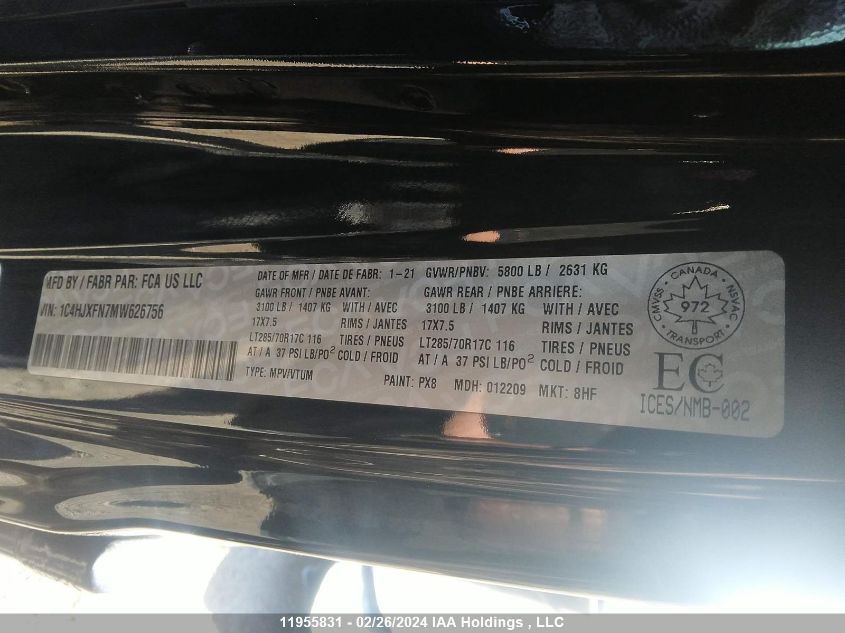 MFD BY / FABR PAR: FCA US LLC
VIN: 1C4HJXFN7MW626756
DATE OF MFR / DATE DE FABR: 1-21 GVWR/PNBV: 5800 LB / 2631 KG
GAWR FRONT / PNBE AVANT: GAWR REAR / PNBE ARRIERE:
3100 LB / 1407 KG WITH / AVEC 3100 LB / 1407 KG WITH / AVEC
17X7.5 RIMS / JANTES 17X7.5 RIMS / JANTES
LT285/70R17C 116 TIRES / PNEUS LT285/70R17C 116 TIRES / PNEUS
AT / A 37 PSI LB/PO² COLD / FROID AT / A 37 PSI LB/PO² COLD / FROID
TYPE: MPV/VTUM PAINT: PX8 MDH: 012209 MKT: 8HF
CANADA
CMVSS 972 NSVAC
TRANSPORT
EC
ICES/NMB-002
11955831 - 02/26/2024 IAA Holdings , LLC